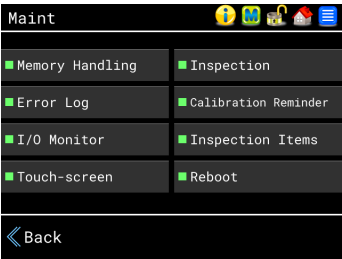 Maint
i M
Memory Handling
Inspection
Error Log
Calibration Reminder
I/O Monitor
Inspection Items
Touch-screen
Reboot
Back